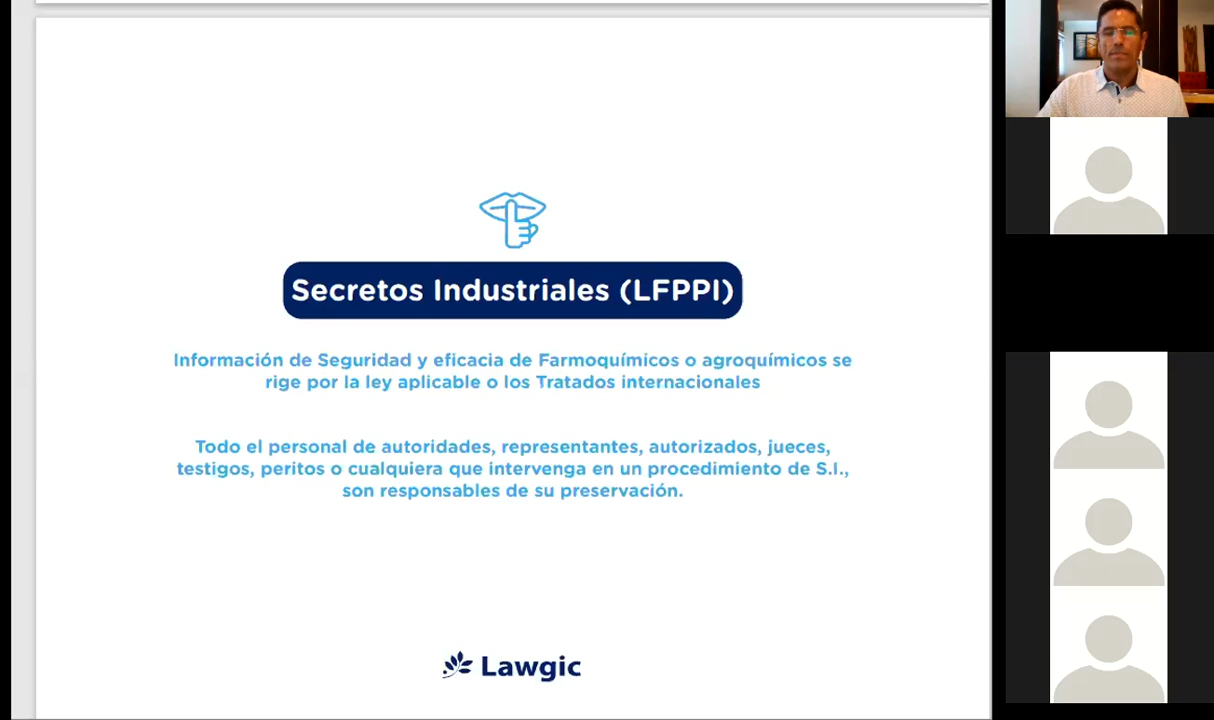 Secretos Industriales (LFPPI)
Información de Seguridad y eficacia de Farmoquímicos o agroquímicos se
rige por la ley aplicable o los Tratados internacionales
Todo el personal de autoridades, representantes, autorizados, jueces,
testigos, peritos o cualquiera que intervenga en un procedimiento de S.I.,
son responsables de su preservación.
Lawgic